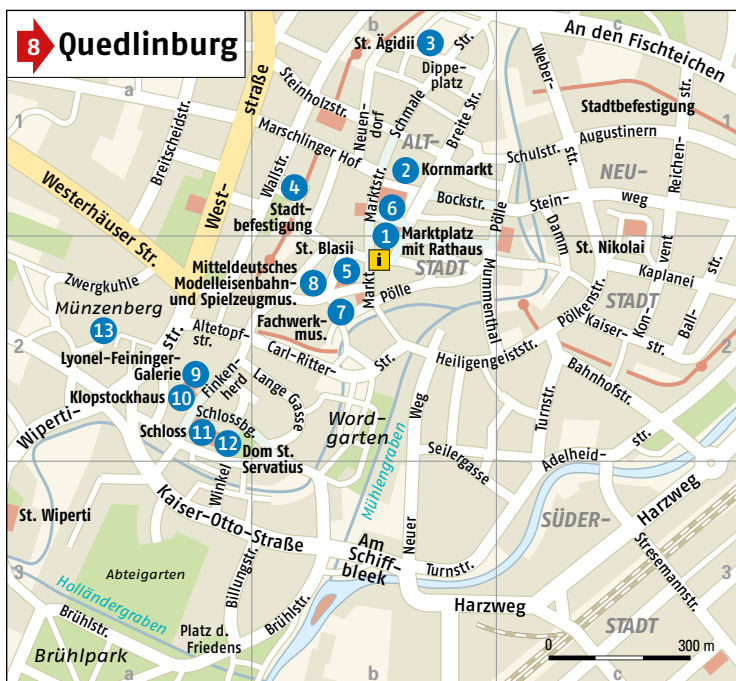 8 Quedlinburg
a
b
c
1
1
2
2
3
3
a
b
c
St. Ägidii
3
An den Fischteichen
Dippe-
platz
Str.
Schmale
Breite Str.
Neuen-
dorf
Steinholzstr.
Marschlinger Hof
Breitscheidstr.
West-
straße
Weber-
str.
Stadtbefestigung
Augustinern
Schulstr.
Reichen-
str.
ALT-
STADT
2
Kornmarkt
NEU-
STADT
Wallstr.
4
Stadt-
befestigung
Marktstr.
6
Bockstr.
Pölle
Stein-
weg
Damm
Westerhäuser Str.
West-
str.
1
Marktplatz
mit Rathaus
i
St. Blasii
5
Mitteldeutsches
Modelleisenbahn-
und Spielzeugmus.
8
Markt
Pölle
Mummenthal
St. Nikolai
vent
Kon-
Kaplanei
Pölkenstr.
Kaiser-
str.
Ball-
str.
Zwergkuhle
Münzenberg
13
7
Fachwerk-
mus.
Altetopf-
str.
Carl-Ritter-
Str.
Heiligengeiststr.
Bahnhofstr.
Lyonel-Feininger-
Galerie
9
Finken-
herd
Klopstockhaus
10
Lange Gasse
Schlossbg.
Schloss
11
12
Dom St.
Servatius
Word-
garten
Mühlengraben
Weg
Neuer
Seilergasse
Turnstr.
Adelheid-
str.
Wiperti-
Winkel
St. Wiperti
Kaiser-Otto-Straße
Am
Schiff-
bleek
Turnstr.
SÜDER-
STADT
Harzweg
Harzweg
Stresemannstr.
Abteigarten
Holländergraben
Billungstr.
Brühlstr.
Brühlstr.
Platz d.
Friedens
Brühlpark
0
300 m